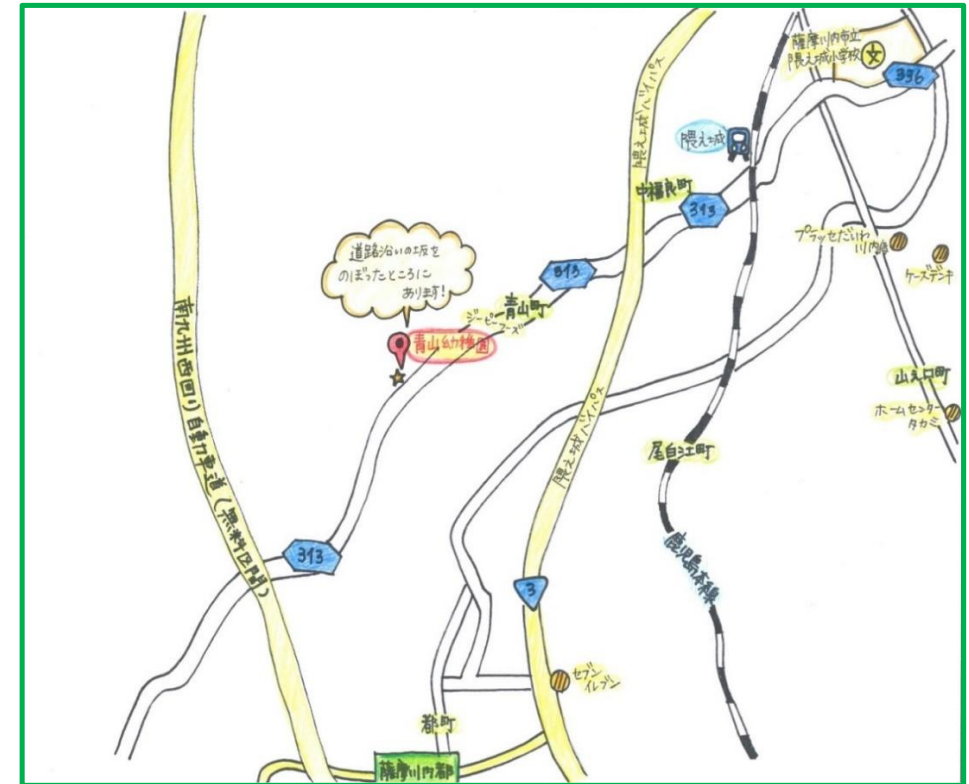 薩摩川内市立
隈之城小学校
文
336
隈之城
隈之城バイパス
中福良町
313
プラッセだいわ
川内店
ケーズデンキ
道路沿いの坂を
のぼったところに
あります!
313
青山町
ジーピーフーズ
青山幼稚園
南九州西回り自動車道(無料区間)
山之口町
ホームセンター
タカミ
隈之城バイパス
尾白江町
313
鹿児島本線
3
セブン
イレブン
都町
薩摩川内都